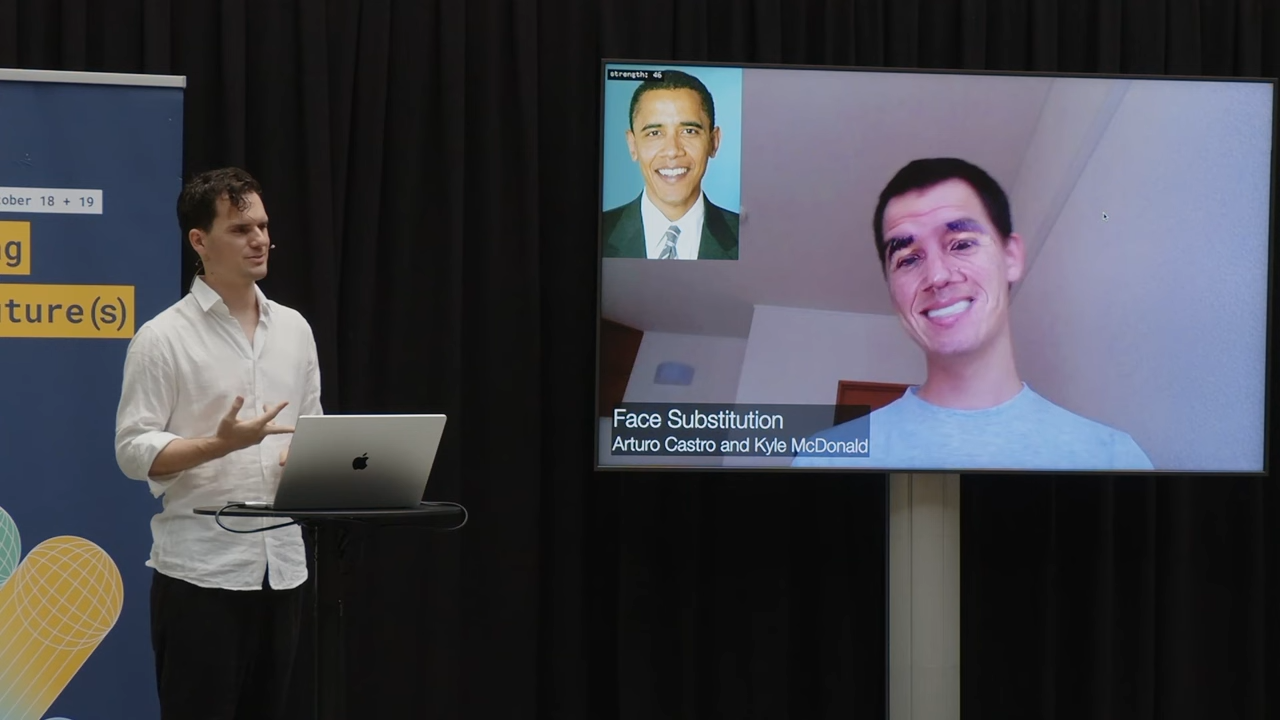 ober 18 + 19
g
ture(s)
strength: 46
Face Substitution
Arturo Castro and Kyle McDonald